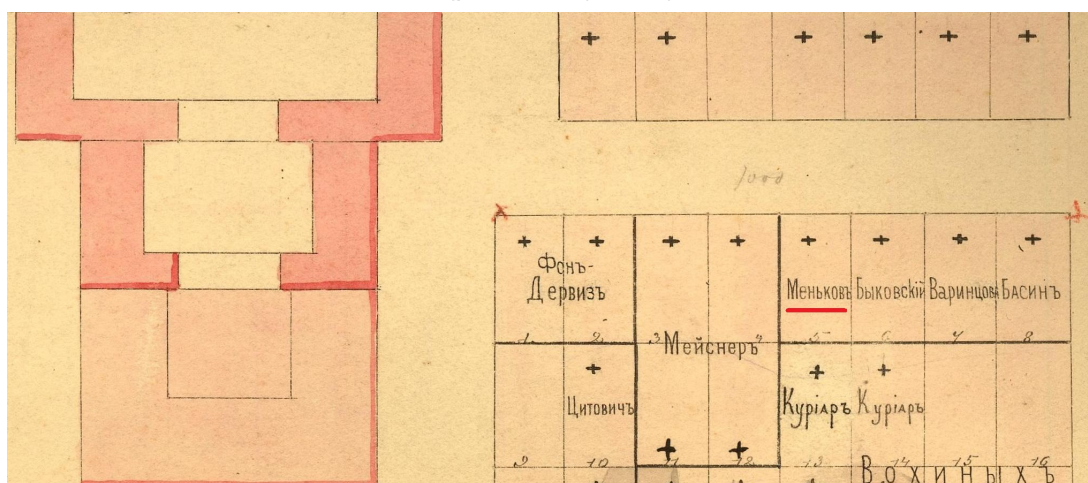 Фонъ-
Дервизъ
Меньковъ Быковскій Варинцовъ Басинъ
1 2 3 4 5 6 7 8
Мейснеръ
Цитовичъ
Куріаръ Куріаръ
9 10 11 12 13 14 15 16
Вохиныхъ